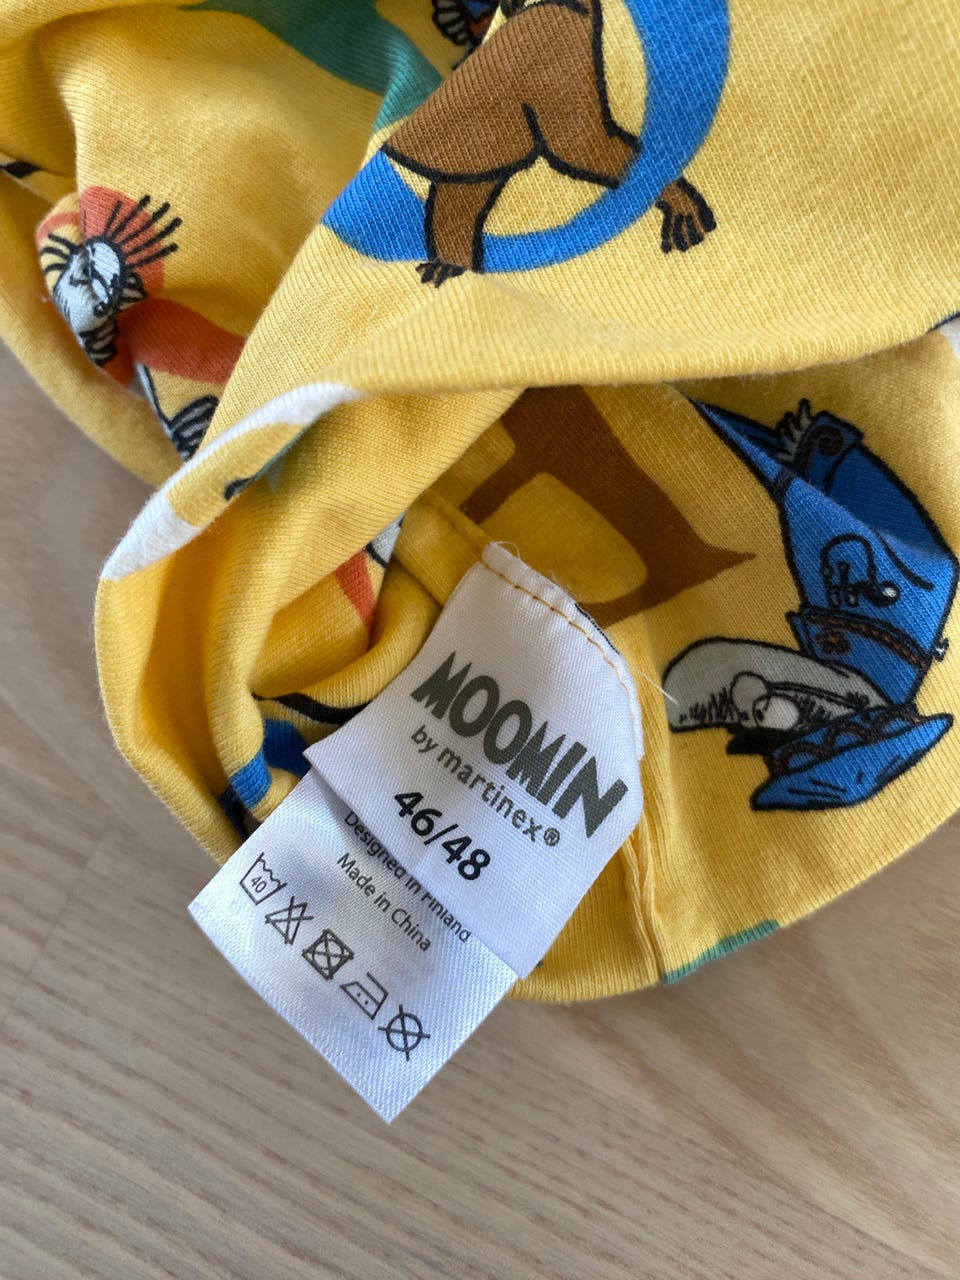 MOOMIN
by martinex®
46/48
Designed in Finland
Made in China
40